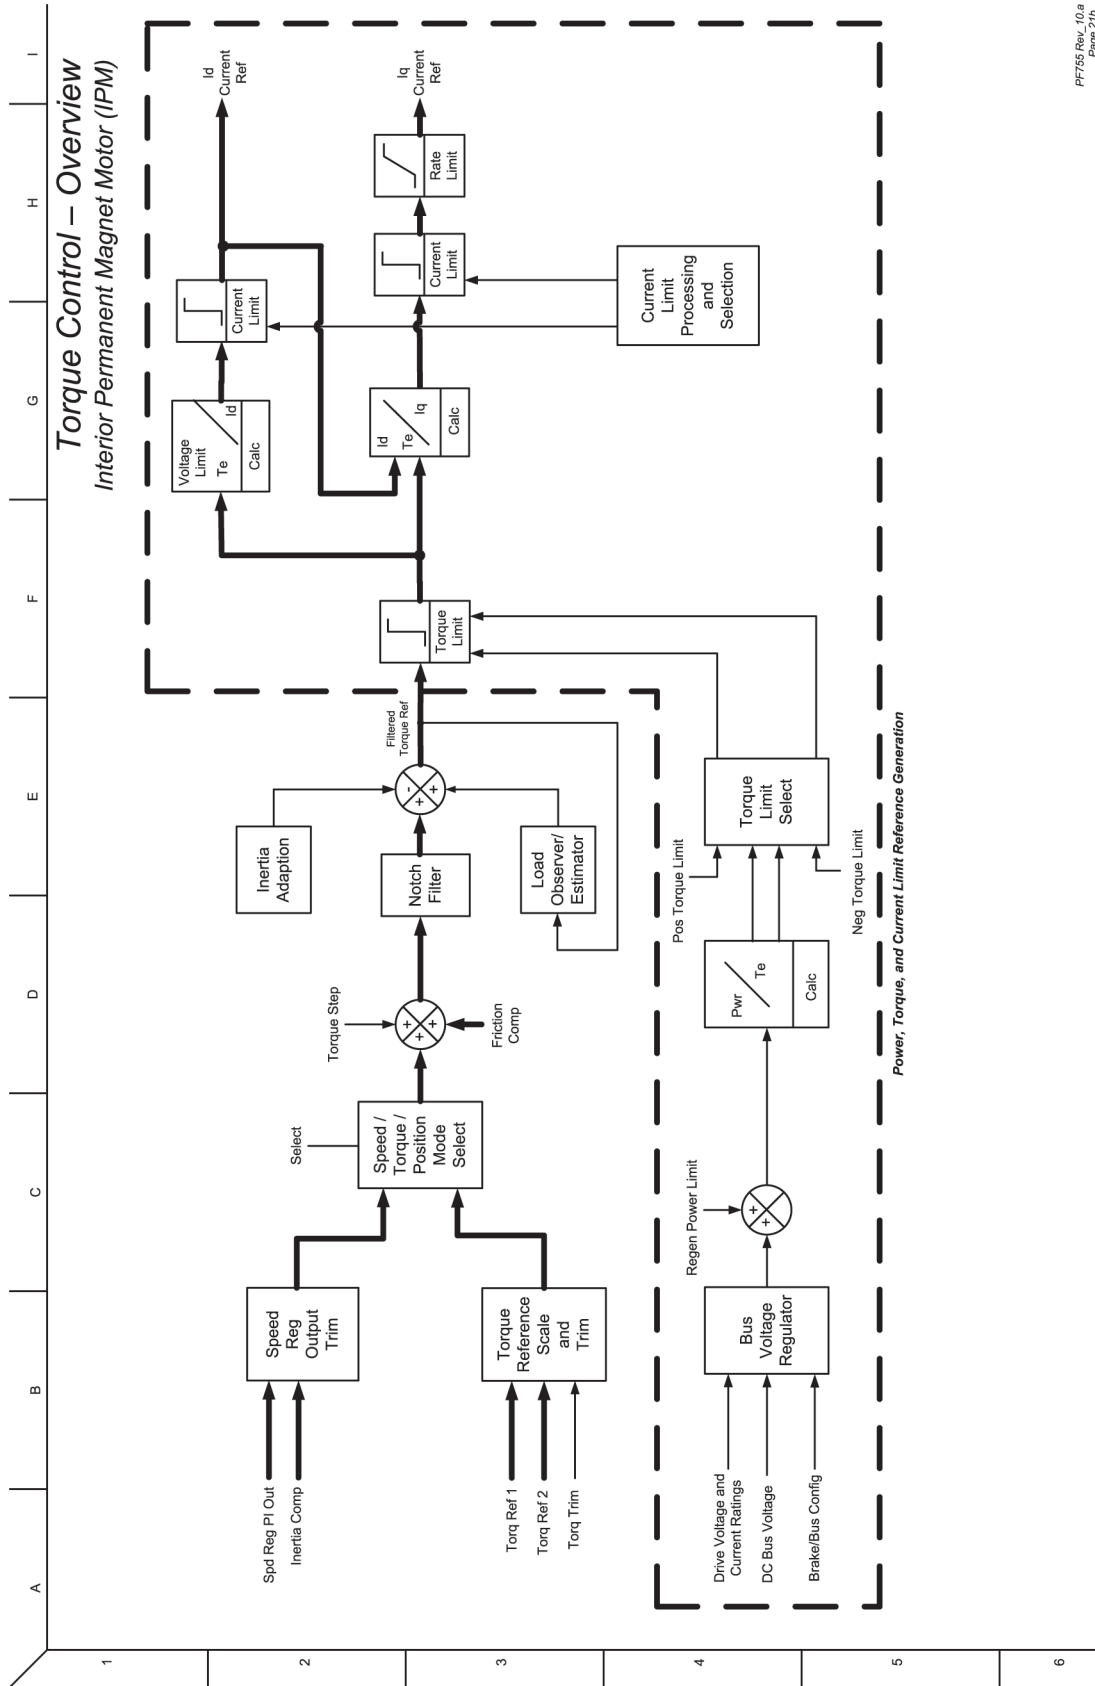 Torque Control – Overview
Interior Permanent Magnet Motor (IPM)
A
B
C
D
E
F
G
H
I
1
2
3
4
5
6
Spd Reg PI Out
Inertia Comp
Speed
Reg
Output
Trim
Torq Ref 1
Torq Ref 2
Torq Trim
Torque
Reference
Scale
and
Trim
Select
Speed /
Torque /
Position
Mode
Select
Torque Step
+
+
+
Friction
Comp
Notch
Filter
Inertia
Adaption
Load
Observer/
Estimator
-
+
+
Filtered
Torque Ref
Torque
Limit
Voltage
Limit
Te
Id
Calc
Current
Limit
Id
Current
Ref
Id
Te
Iq
Calc
Current
Limit
Rate
Limit
Iq
Current
Ref
Current
Limit
Processing
and
Selection
Drive Voltage and
Current Ratings
DC Bus Voltage
Brake/Bus Config
Bus
Voltage
Regulator
Regen Power Limit
+
+
Pwr
Te
Calc
Pos Torque Limit
Neg Torque Limit
Torque
Limit
Select
Power, Torque, and Current Limit Reference Generation
PF755 Rev_10.a
Page 21b